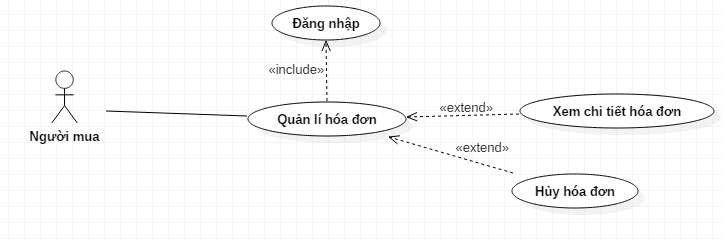 Đăng nhập
«include»
Quản lí hóa đơn
«extend»
Xem chi tiết hóa đơn
Người mua
«extend»
Hủy hóa đơn